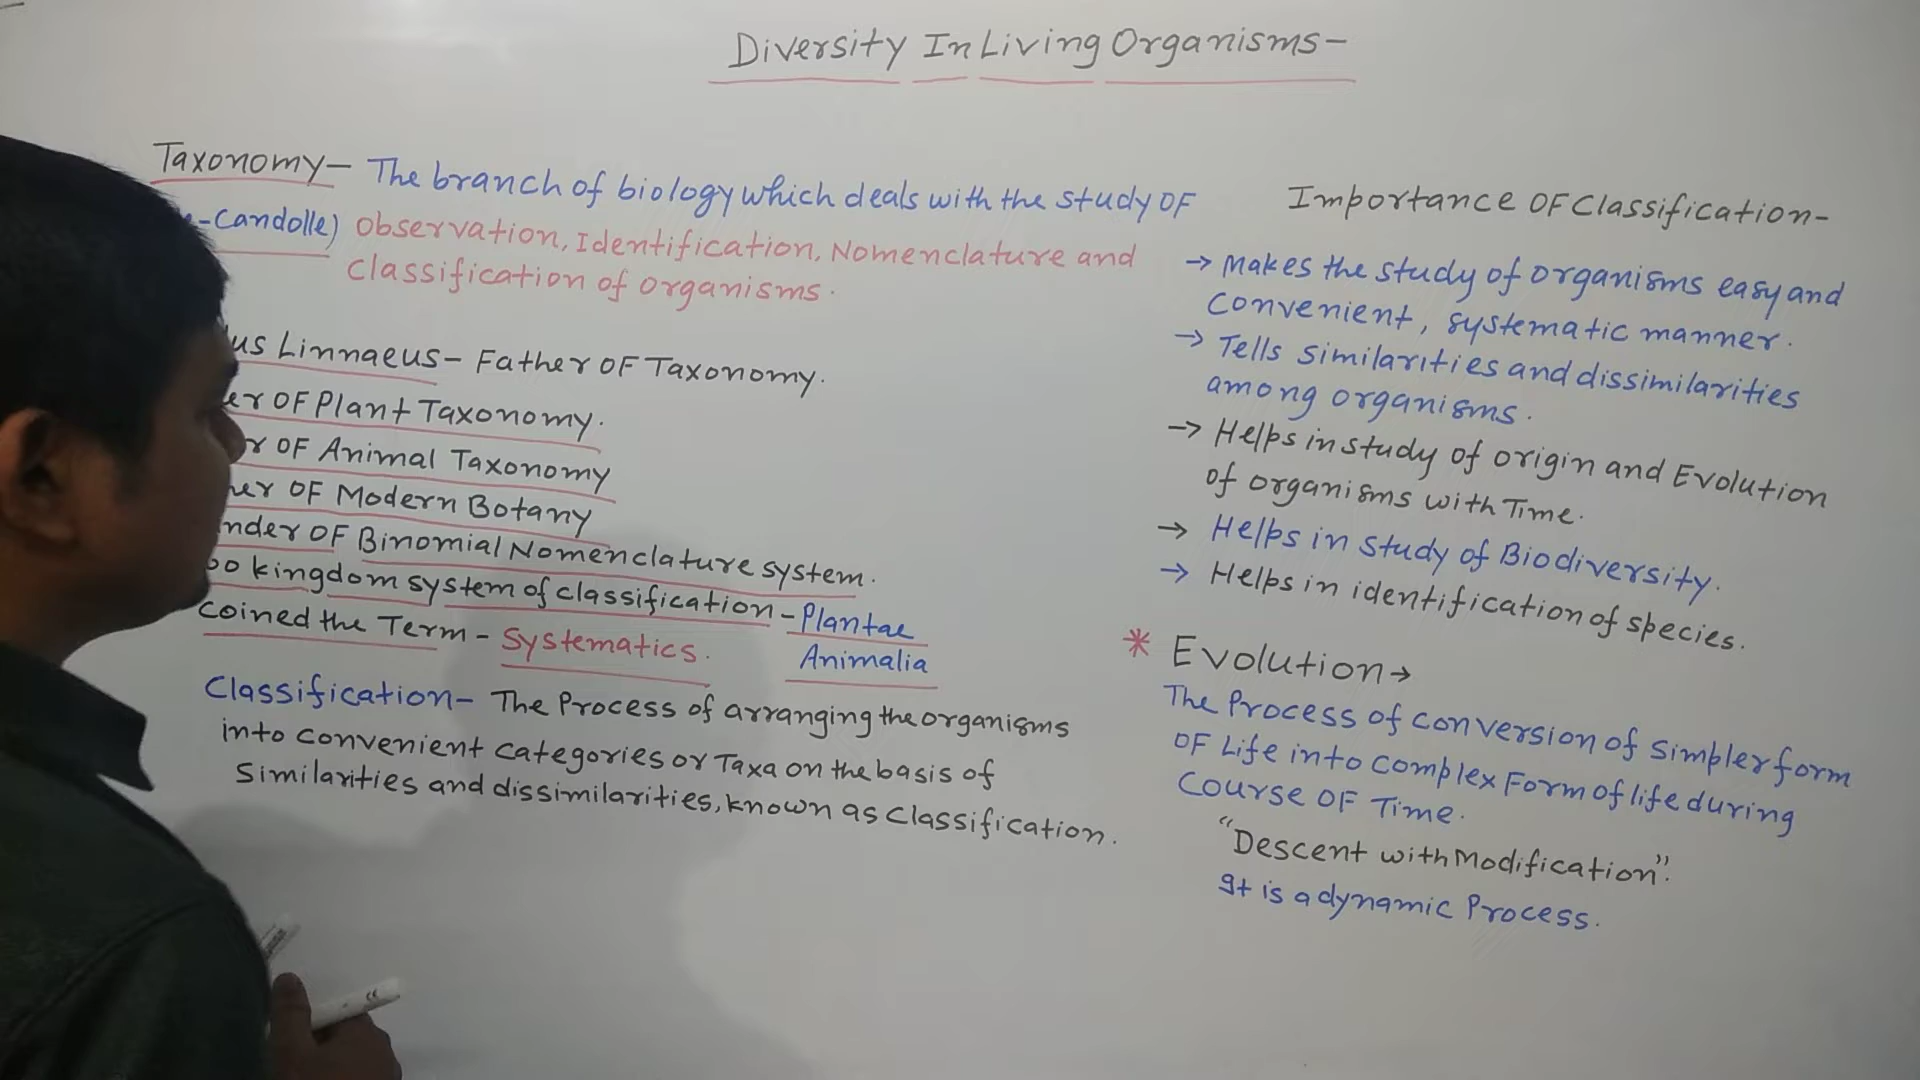 Diversity In Living Organisms-
Taxonomy- The branch of biology which deals with the study OF
-Candolle) Observation, Identification, Nomenclature and
Classification of organisms.
us Linnaeus- Father OF Taxonomy.
er OF Plant Taxonomy.
r OF Animal Taxonomy
her OF Modern Botany
nder OF Binomial Nomenclature system.
o kingdom system of classification - Plantae
Animalia
coined the Term - Systematics.
Classification- The Process of arranging the organisms
into convenient categories or Taxa on the basis of
Similarities and dissimilarities, known as Classification.
Importance OF Classification-
→ Makes the study of organisms easy and
Convenient, systematic manner.
→ Tells similarities and dissimilarities
among organisms.
→ Helps in study of origin and Evolution
of organisms with Time.
→ Helps in study of Biodiversity.
→ Helps in identification of species.
* Evolution→
The Process of conversion of simpler form
OF Life into complex Form of life during
Course OF Time.
"Descent with Modification".
It is a dynamic Process.